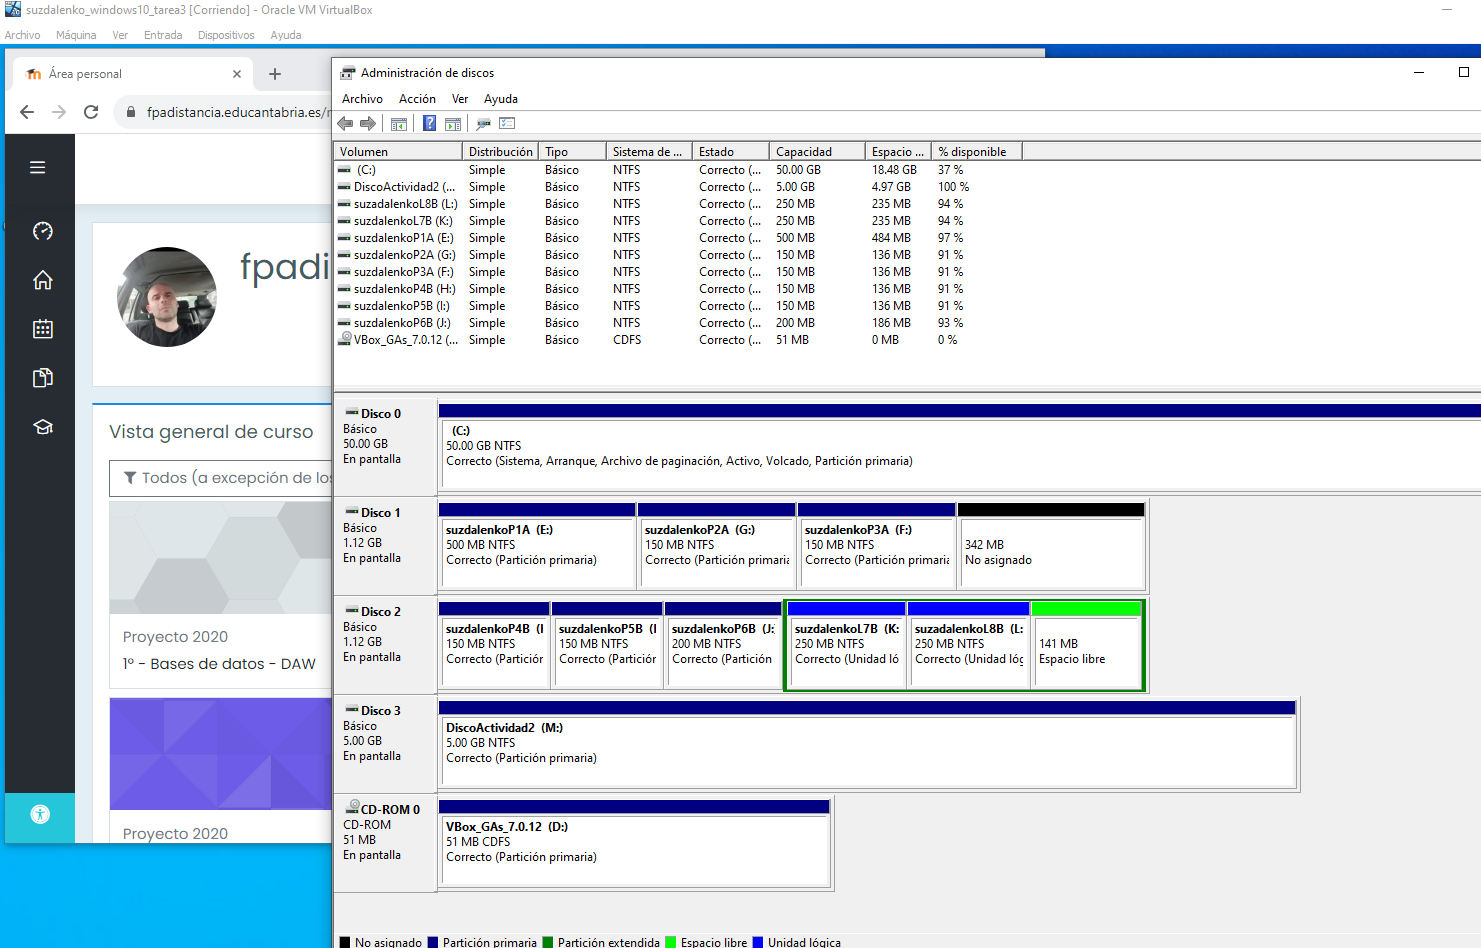 suzdalenko_windows10_tarea3 [Corriendo] - Oracle VM VirtualBox
Archivo Máquina Ver Entrada Dispositivos Ayuda
Área personal
fpadistancia.educantabria.es/
fpadi
Vista general de curso
Todos (a excepción de los
Proyecto 2020
1º - Bases de datos - DAW
Proyecto 2020
Administración de discos
Archivo Acción Ver Ayuda
Volumen Distribución Tipo Sistema de ... Estado Capacidad Espacio ... % disponible
(C:) Simple Básico NTFS Correcto (... 50.00 GB 18.48 GB 37 %
DiscoActividad2 (... Simple Básico NTFS Correcto (... 5.00 GB 4.97 GB 100 %
suzadalenkoL8B (L:) Simple Básico NTFS Correcto (... 250 MB 235 MB 94 %
suzdalenkoL7B (K:) Simple Básico NTFS Correcto (... 250 MB 235 MB 94 %
suzdalenkoP1A (E:) Simple Básico NTFS Correcto (... 500 MB 484 MB 97 %
suzdalenkoP2A (G:) Simple Básico NTFS Correcto (... 150 MB 136 MB 91 %
suzdalenkoP3A (F:) Simple Básico NTFS Correcto (... 150 MB 136 MB 91 %
suzdalenkoP4B (H:) Simple Básico NTFS Correcto (... 150 MB 136 MB 91 %
suzdalenkoP5B (I:) Simple Básico NTFS Correcto (... 150 MB 136 MB 91 %
suzdalenkoP6B (J:) Simple Básico NTFS Correcto (... 200 MB 186 MB 93 %
VBox_GAs_7.0.12 (... Simple Básico CDFS Correcto (... 51 MB 0 MB 0 %
Disco 0
Básico
50.00 GB
En pantalla
(C:)
50.00 GB NTFS
Correcto (Sistema, Arranque, Archivo de paginación, Activo, Volcado, Partición primaria)
Disco 1
Básico
1.12 GB
En pantalla
suzdalenkoP1A (E:)
500 MB NTFS
Correcto (Partición primaria)
suzdalenkoP2A (G:)
150 MB NTFS
Correcto (Partición primaria
suzdalenkoP3A (F:)
150 MB NTFS
Correcto (Partición primaria
342 MB
No asignado
Disco 2
Básico
1.12 GB
En pantalla
suzdalenkoP4B (
150 MB NTFS
Correcto (Partición
suzdalenkoP5B (
150 MB NTFS
Correcto (Partición
suzdalenkoP6B (J:
200 MB NTFS
Correcto (Partición
suzdalenkoL7B (K:
250 MB NTFS
Correcto (Unidad ló
suzadalenkoL8B (L:
250 MB NTFS
Correcto (Unidad lóg
141 MB
Espacio libre
Disco 3
Básico
5.00 GB
En pantalla
DiscoActividad2 (M:)
5.00 GB NTFS
Correcto (Partición primaria)
CD-ROM 0
CD-ROM
51 MB
En pantalla
VBox_GAs_7.0.12 (D:)
51 MB CDFS
Correcto (Partición primaria)
No asignado Partición primaria Partición extendida Espacio libre Unidad lógica